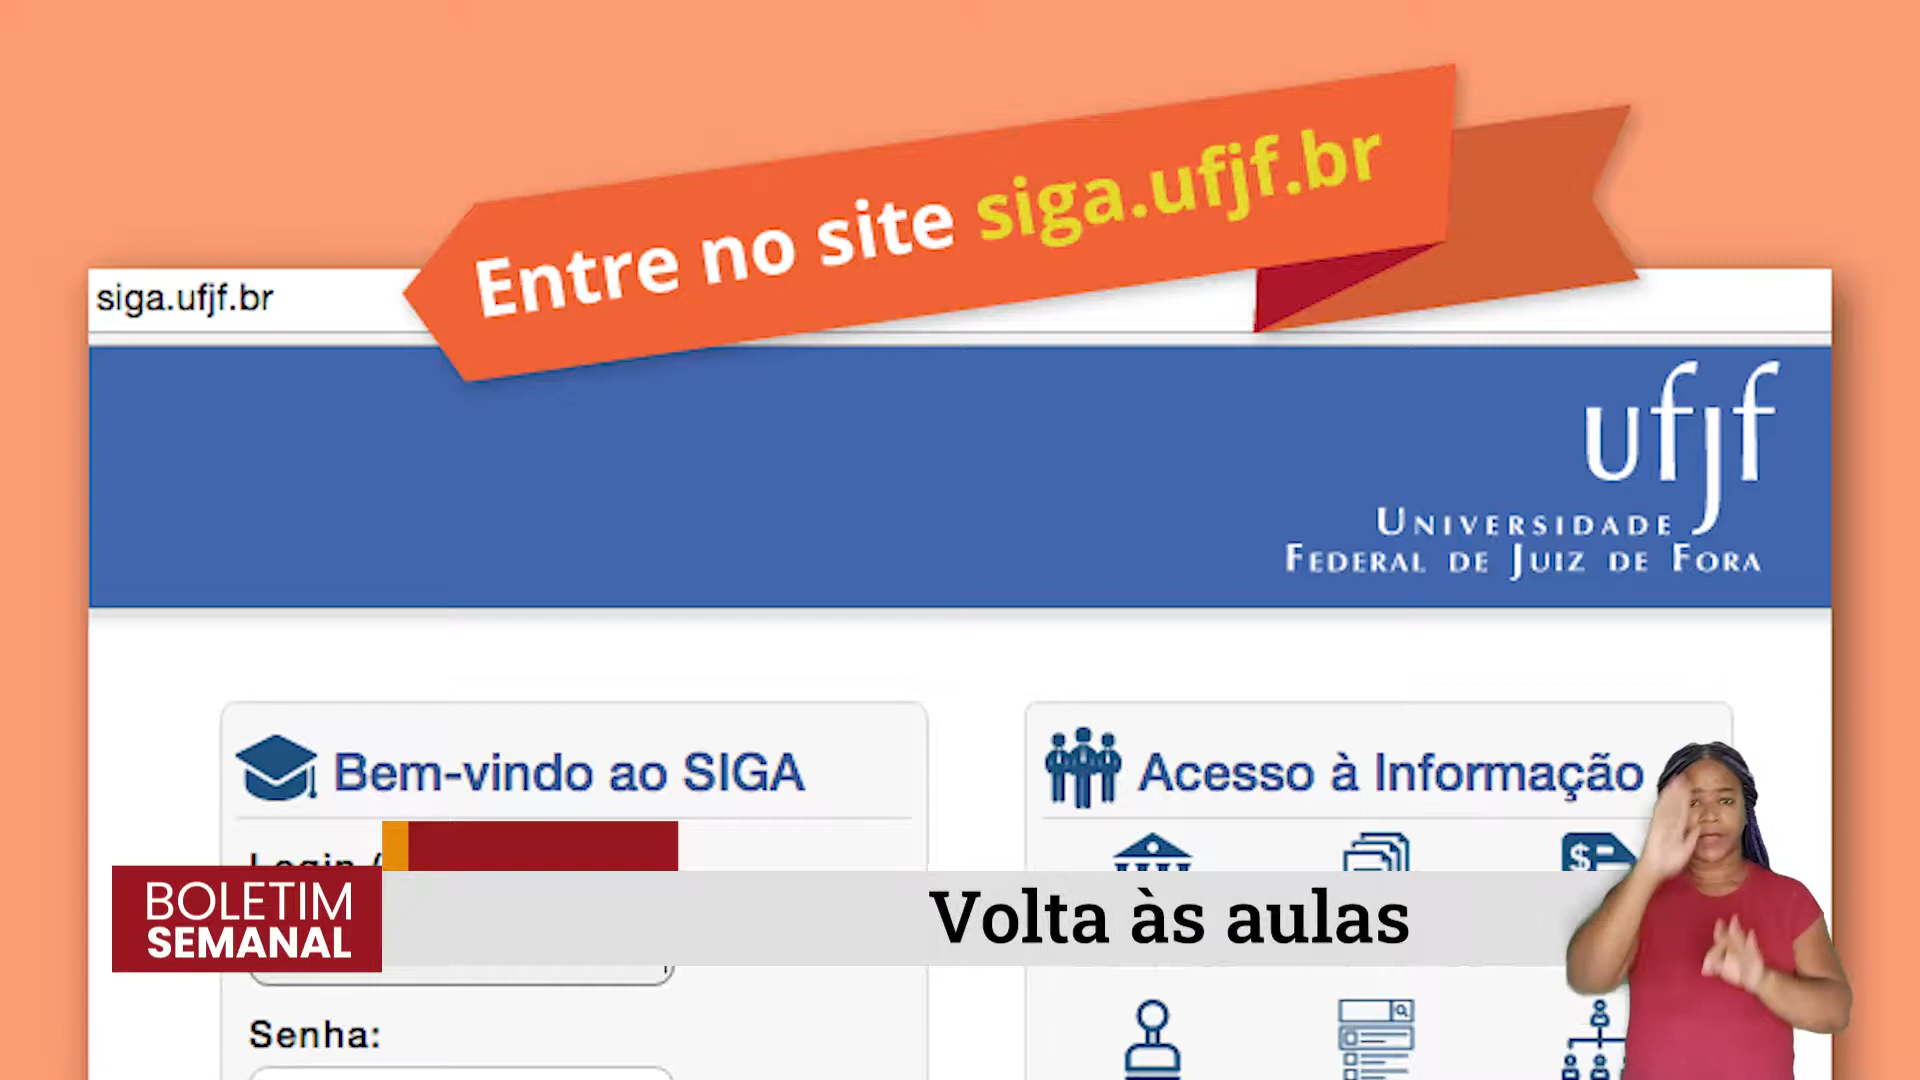 Entre no site siga.ufjf.br
siga.ufjf.br
ufjf
UNIVERSIDADE
FEDERAL DE JUIZ DE FORA
Bem-vindo ao SIGA
Acesso à Informação
Login (
BOLETIM
SEMANAL
Volta às aulas
Senha: